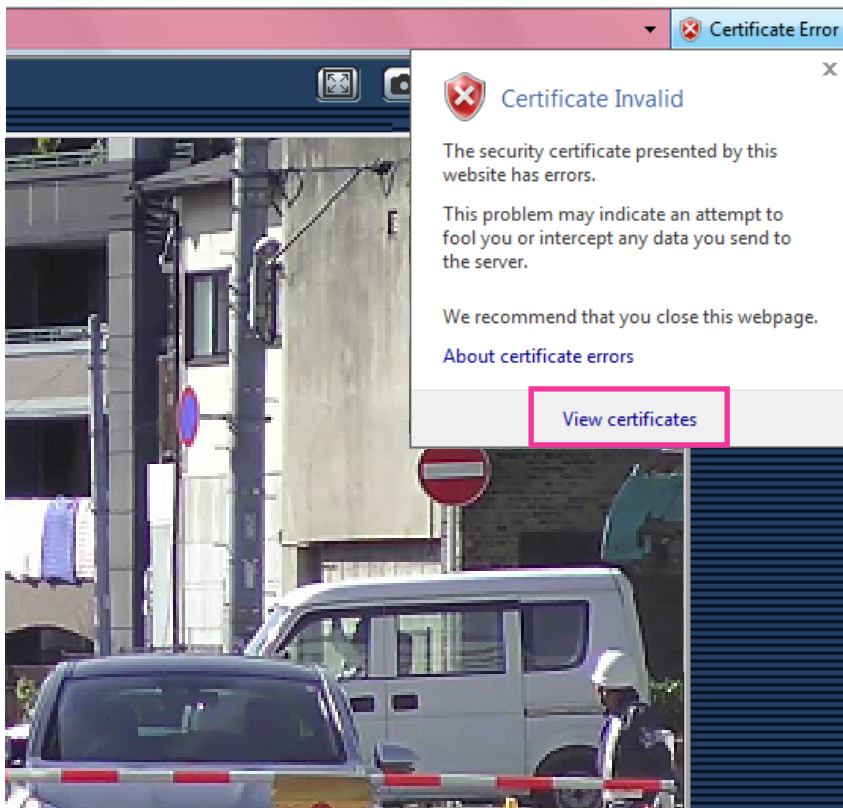 Certificate Error
x
Certificate Invalid
The security certificate presented by this
website has errors.
This problem may indicate an attempt to
fool you or intercept any data you send to
the server.
We recommend that you close this webpage.
About certificate errors
View certificates